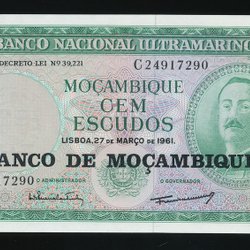 BANCO NACIONAL ULTRAMARINO
DECRETO-LEI Nº 39,221
C24917290
MOÇAMBIQUE
CEM
ESCUDOS
LISBOA, 27 DE MARÇO DE 1961.
BANCO DE MOÇAMBIQUE
17290
O ADMINISTRADOR
O GOVERNADOR